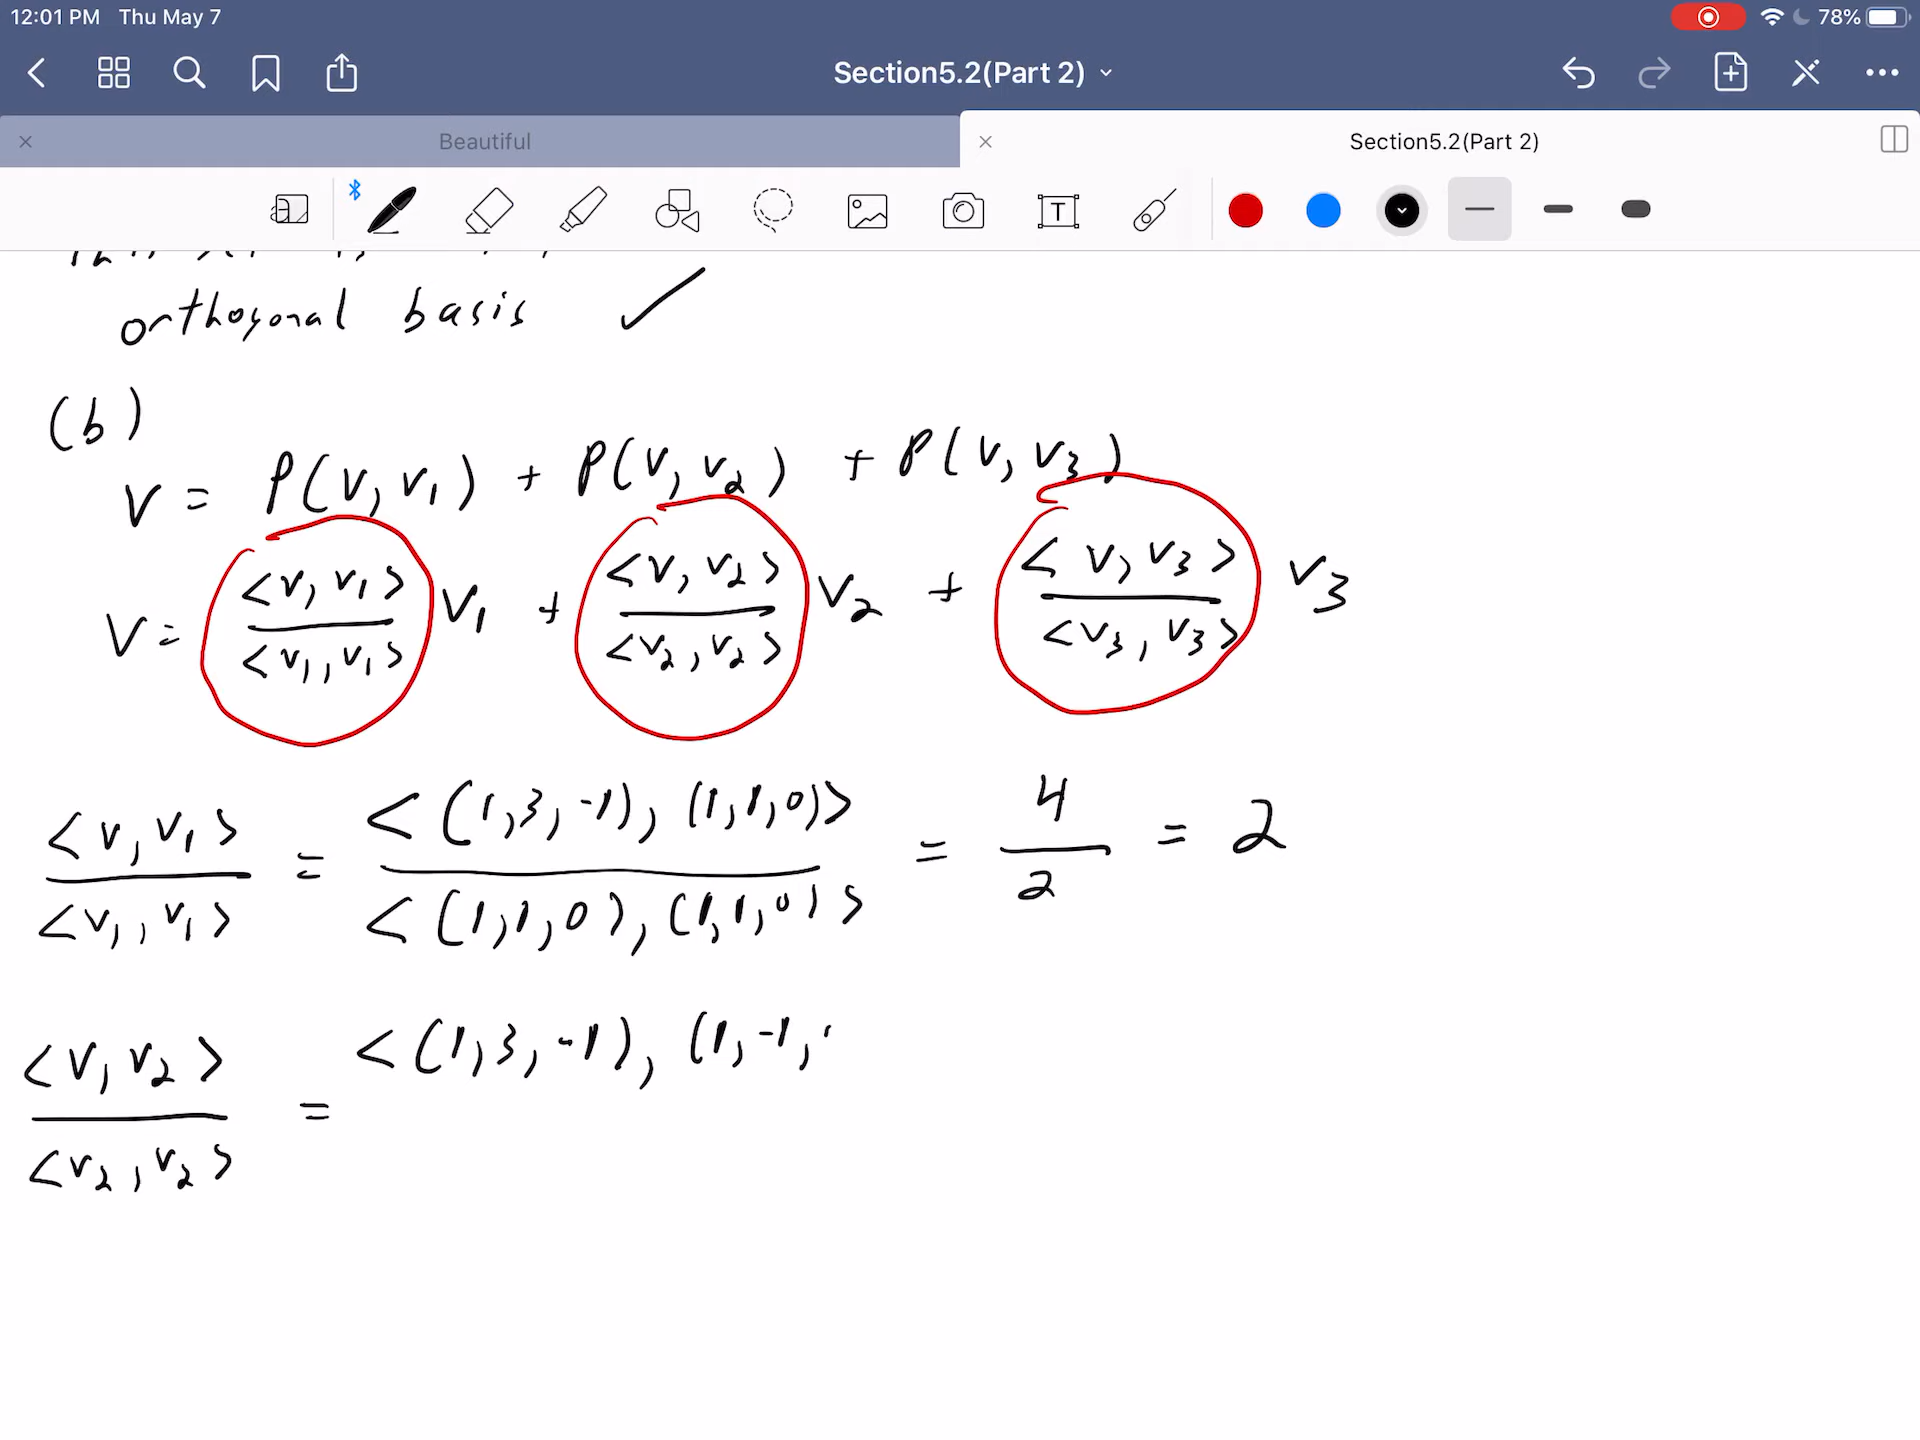 12:01 PM Thu May 7 78%
Section5.2(Part 2)
Beautiful Section5.2(Part 2)
orthogonal basis ✓
(b)
v = P(v, v₁) + P(v, v₂) + P(v, v₃)
v = <v, v₁> / <v₁, v₁> v₁ + <v, v₂> / <v₂, v₂> v₂ + <v, v₃> / <v₃, v₃> v₃
<v, v₁> / <v₁, v₁> = <(1,3,-1), (1,1,0)> / <(1,1,0), (1,1,0)> = 4 / 2 = 2
<v, v₂> / <v₂, v₂> = <(1,3,-1), (1,-1,